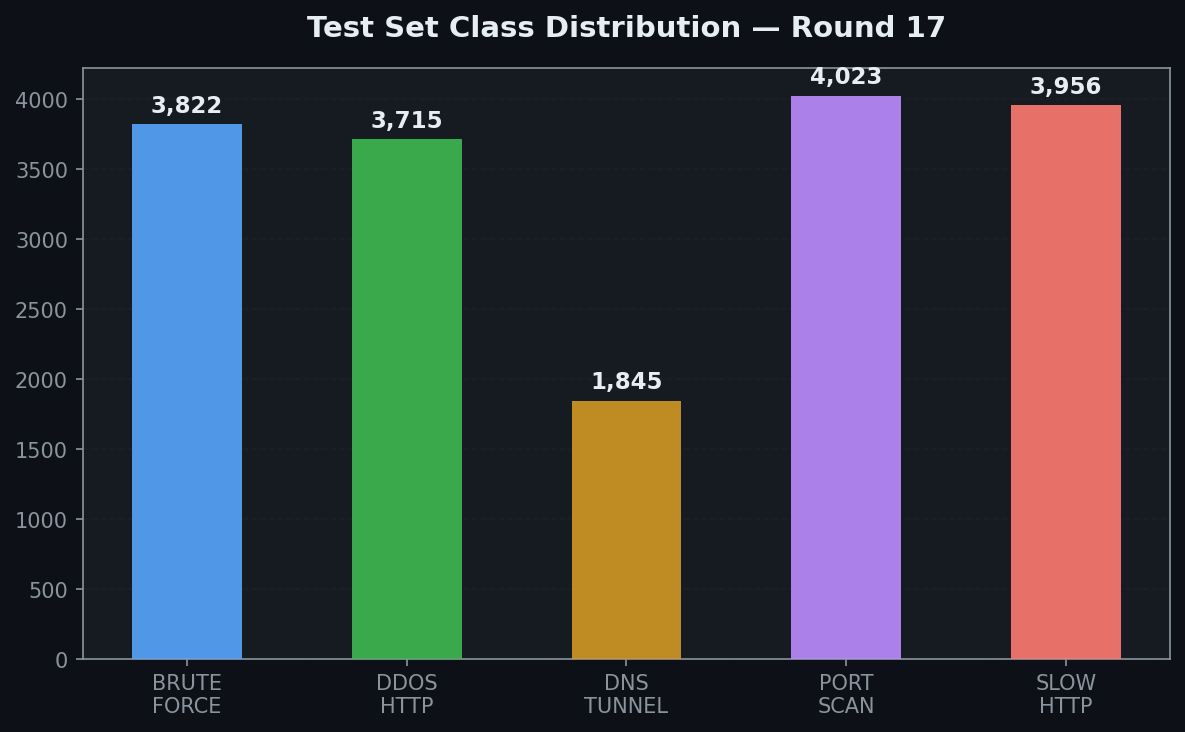 Test Set Class Distribution — Round 17
4000
3500
3000
2500
2000
1500
1000
500
0
3,822
3,715
1,845
4,023
3,956
BRUTE
FORCE
DDOS
HTTP
DNS
TUNNEL
PORT
SCAN
SLOW
HTTP